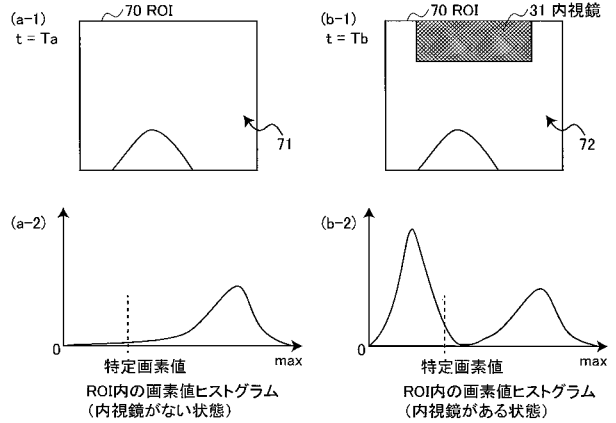 (a-1)
t = Ta
70 ROI
71
(b-1)
t = Tb
70 ROI
31 内視鏡
72
(a-2)
0
特定画素値
max
ROI内の画素値ヒストグラム
(内視鏡がない状態)
(b-2)
0
特定画素値
max
ROI内の画素値ヒストグラム
(内視鏡がある状態)